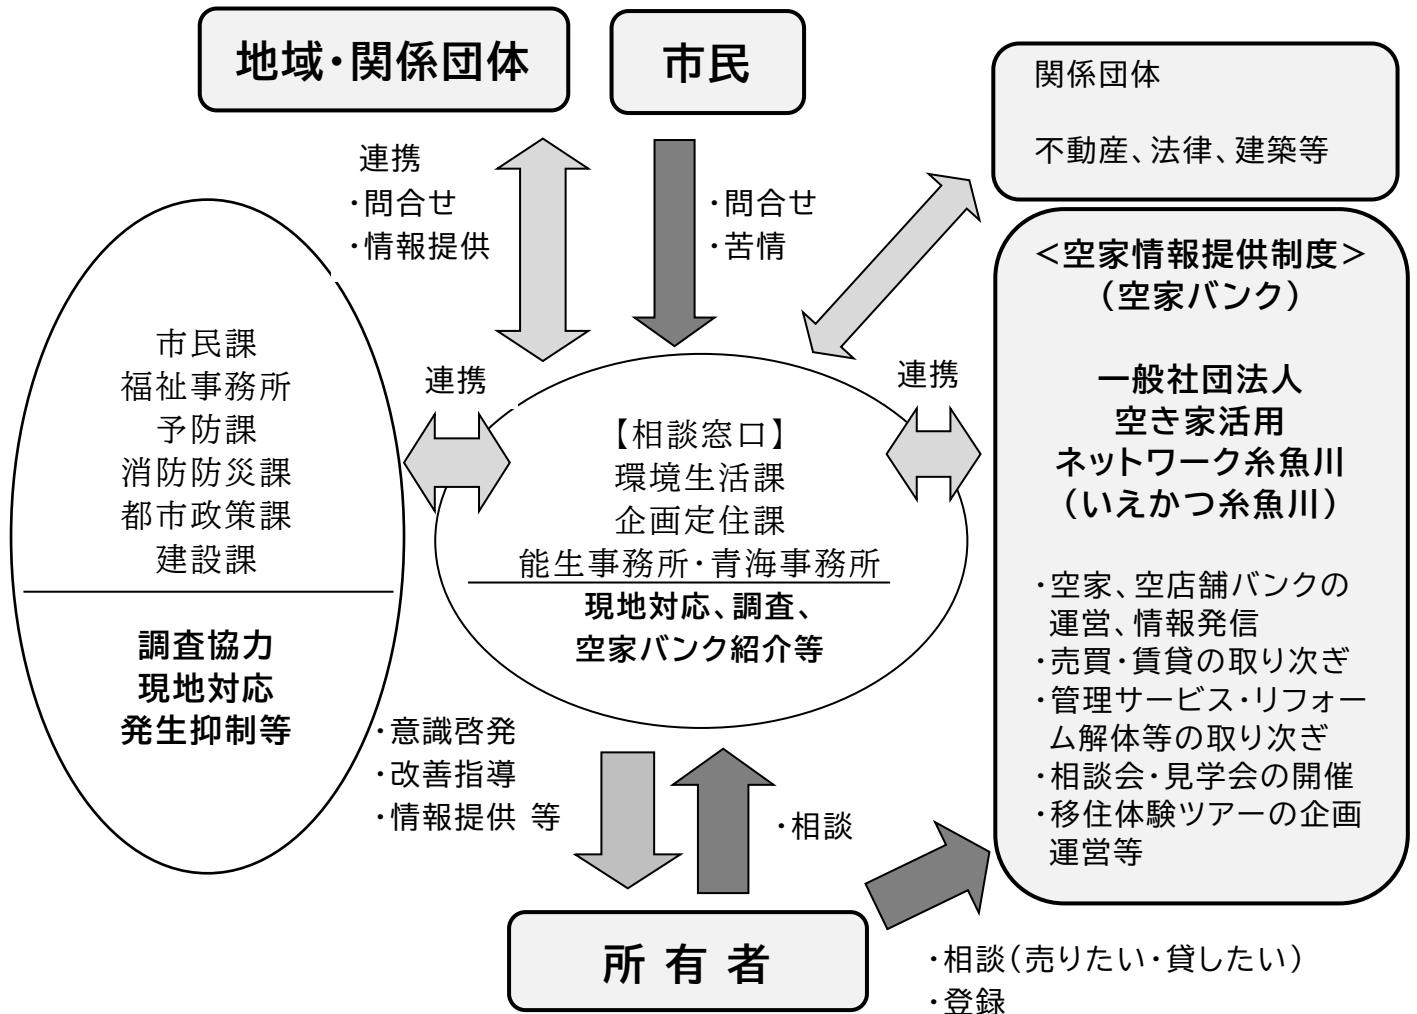 地域・関係団体
市民
関係団体
不動産、法律、建築等
連携
・問合せ
・情報提供
・問合せ
・苦情
<空家情報提供制度>
（空家バンク）
一般社団法人
空き家活用
ネットワーク糸魚川
（いえかつ糸魚川）
・空家、空店舗バンクの
運営、情報発信
・売買・賃貸の取り次ぎ
・管理サービス・リフォー
ム解体等の取り次ぎ
・相談会・見学会の開催
・移住体験ツアーの企画
運営等
市民課
福祉事務所
予防課
消防防災課
都市政策課
建設課
調査協力
現地対応
発生抑制等
連携
連携
【相談窓口】
環境生活課
企画定住課
能生事務所・青海事務所
現地対応、調査、
空家バンク紹介等
・意識啓発
・改善指導
・情報提供 等
・相談
所 有 者
・相談（売りたい・貸したい）
・登録